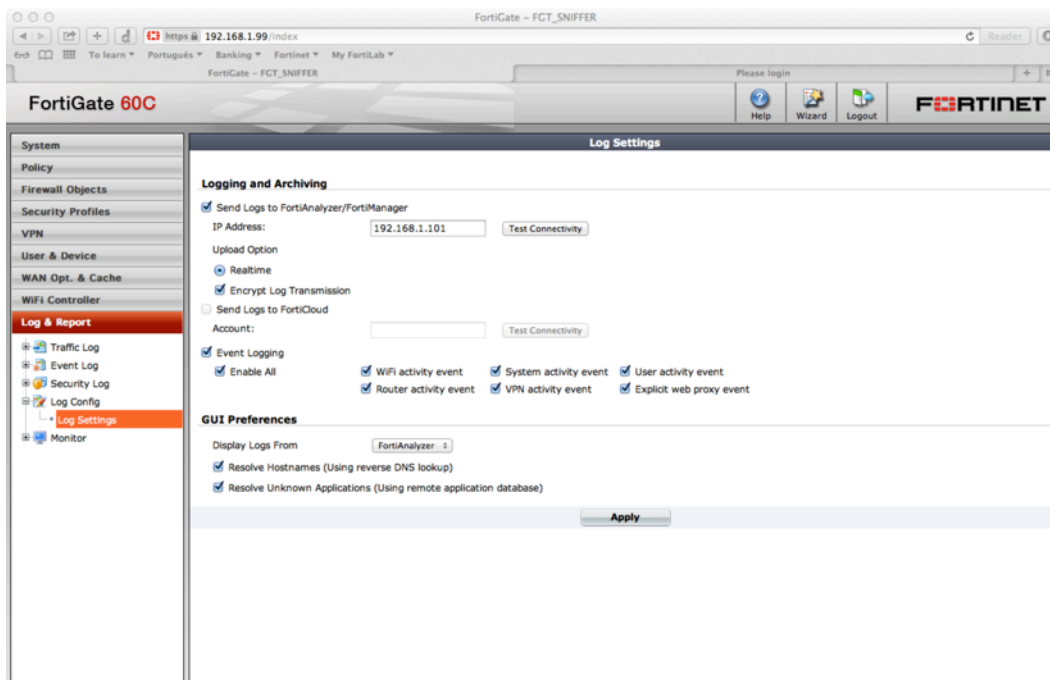 FortiGate – FGT_SNIFFER
https 192.168.1.99/index
Reader
To learn Português Banking Fortinet My FortiLab
FortiGate – FGT_SNIFFER Please login
FortiGate 60C
Help Wizard Logout
FORTINET
System
Policy
Firewall Objects
Security Profiles
VPN
User & Device
WAN Opt. & Cache
WiFi Controller
Log & Report
Traffic Log
Event Log
Security Log
Log Config
Log Settings
Monitor
Log Settings
Logging and Archiving
Send Logs to FortiAnalyzer/FortiManager
IP Address: 192.168.1.101 Test Connectivity
Upload Option
Realtime
Encrypt Log Transmission
Send Logs to FortiCloud
Account: Test Connectivity
Event Logging
Enable All WiFi activity event System activity event User activity event
Router activity event VPN activity event Explicit web proxy event
GUI Preferences
Display Logs From FortiAnalyzer
Resolve Hostnames (Using reverse DNS lookup)
Resolve Unknown Applications (Using remote application database)
Apply